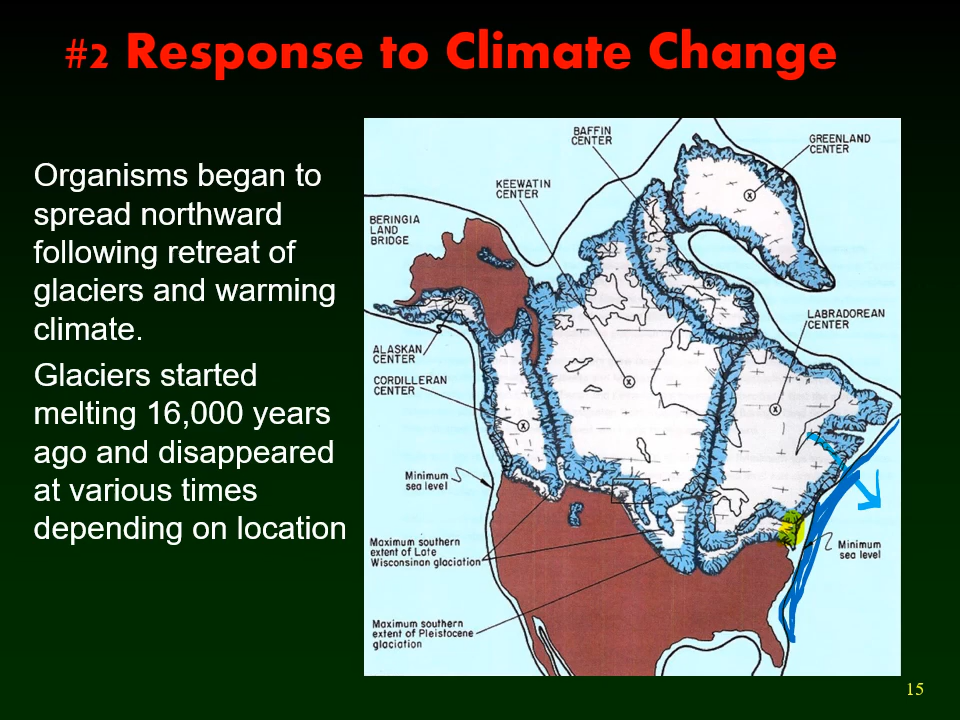 #2 Response to Climate Change
Organisms began to
spread northward
following retreat of
glaciers and warming
climate.
Glaciers started
melting 16,000 years
ago and disappeared
at various times
depending on location
BAFFIN
CENTER
GREENLAND
CENTER
KEEWATIN
CENTER
BERINGIA
LAND
BRIDGE
LABRADOREAN
CENTER
ALASKAN
CENTER
CORDILLERAN
CENTER
Minimum
sea level
Maximum southern
extent of Late
Wisconsinan glaciation
Minimum
sea level
Maximum southern
extent of Pleistocene
glaciation
15